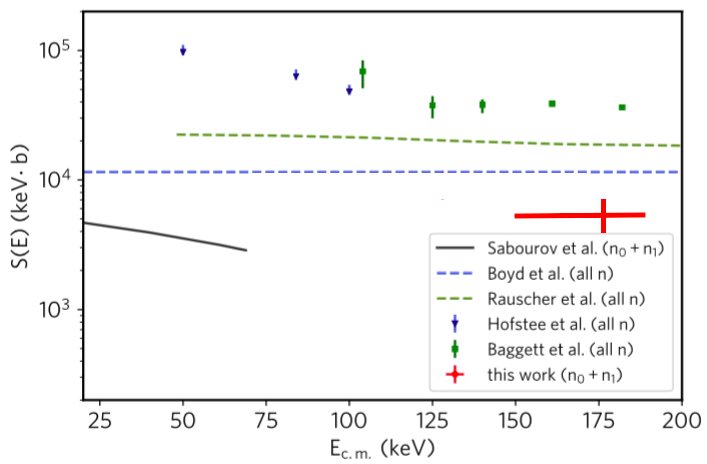 10⁵
10⁴
10³
S(E) (keV· b)
Sabourov et al. (n₀ + n₁)
Boyd et al. (all n)
Rauscher et al. (all n)
Hofstee et al. (all n)
Baggett et al. (all n)
this work (n₀ + n₁)
25 50 75 100 125 150 175 200
E_c.m. (keV)